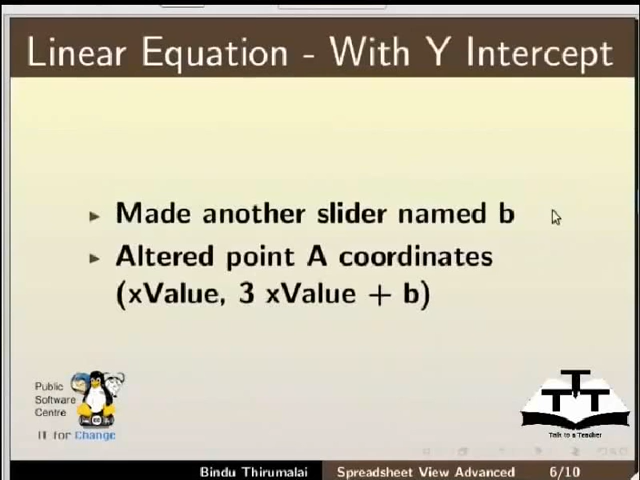 Linear Equation - With Y Intercept
Made another slider named b
Altered point A coordinates
(xValue, 3 xValue + b)
Public
Software
Centre
IT for Change
TTT
Talk to a Teacher
Bindu Thirumalai Spreadsheet View Advanced 6/10